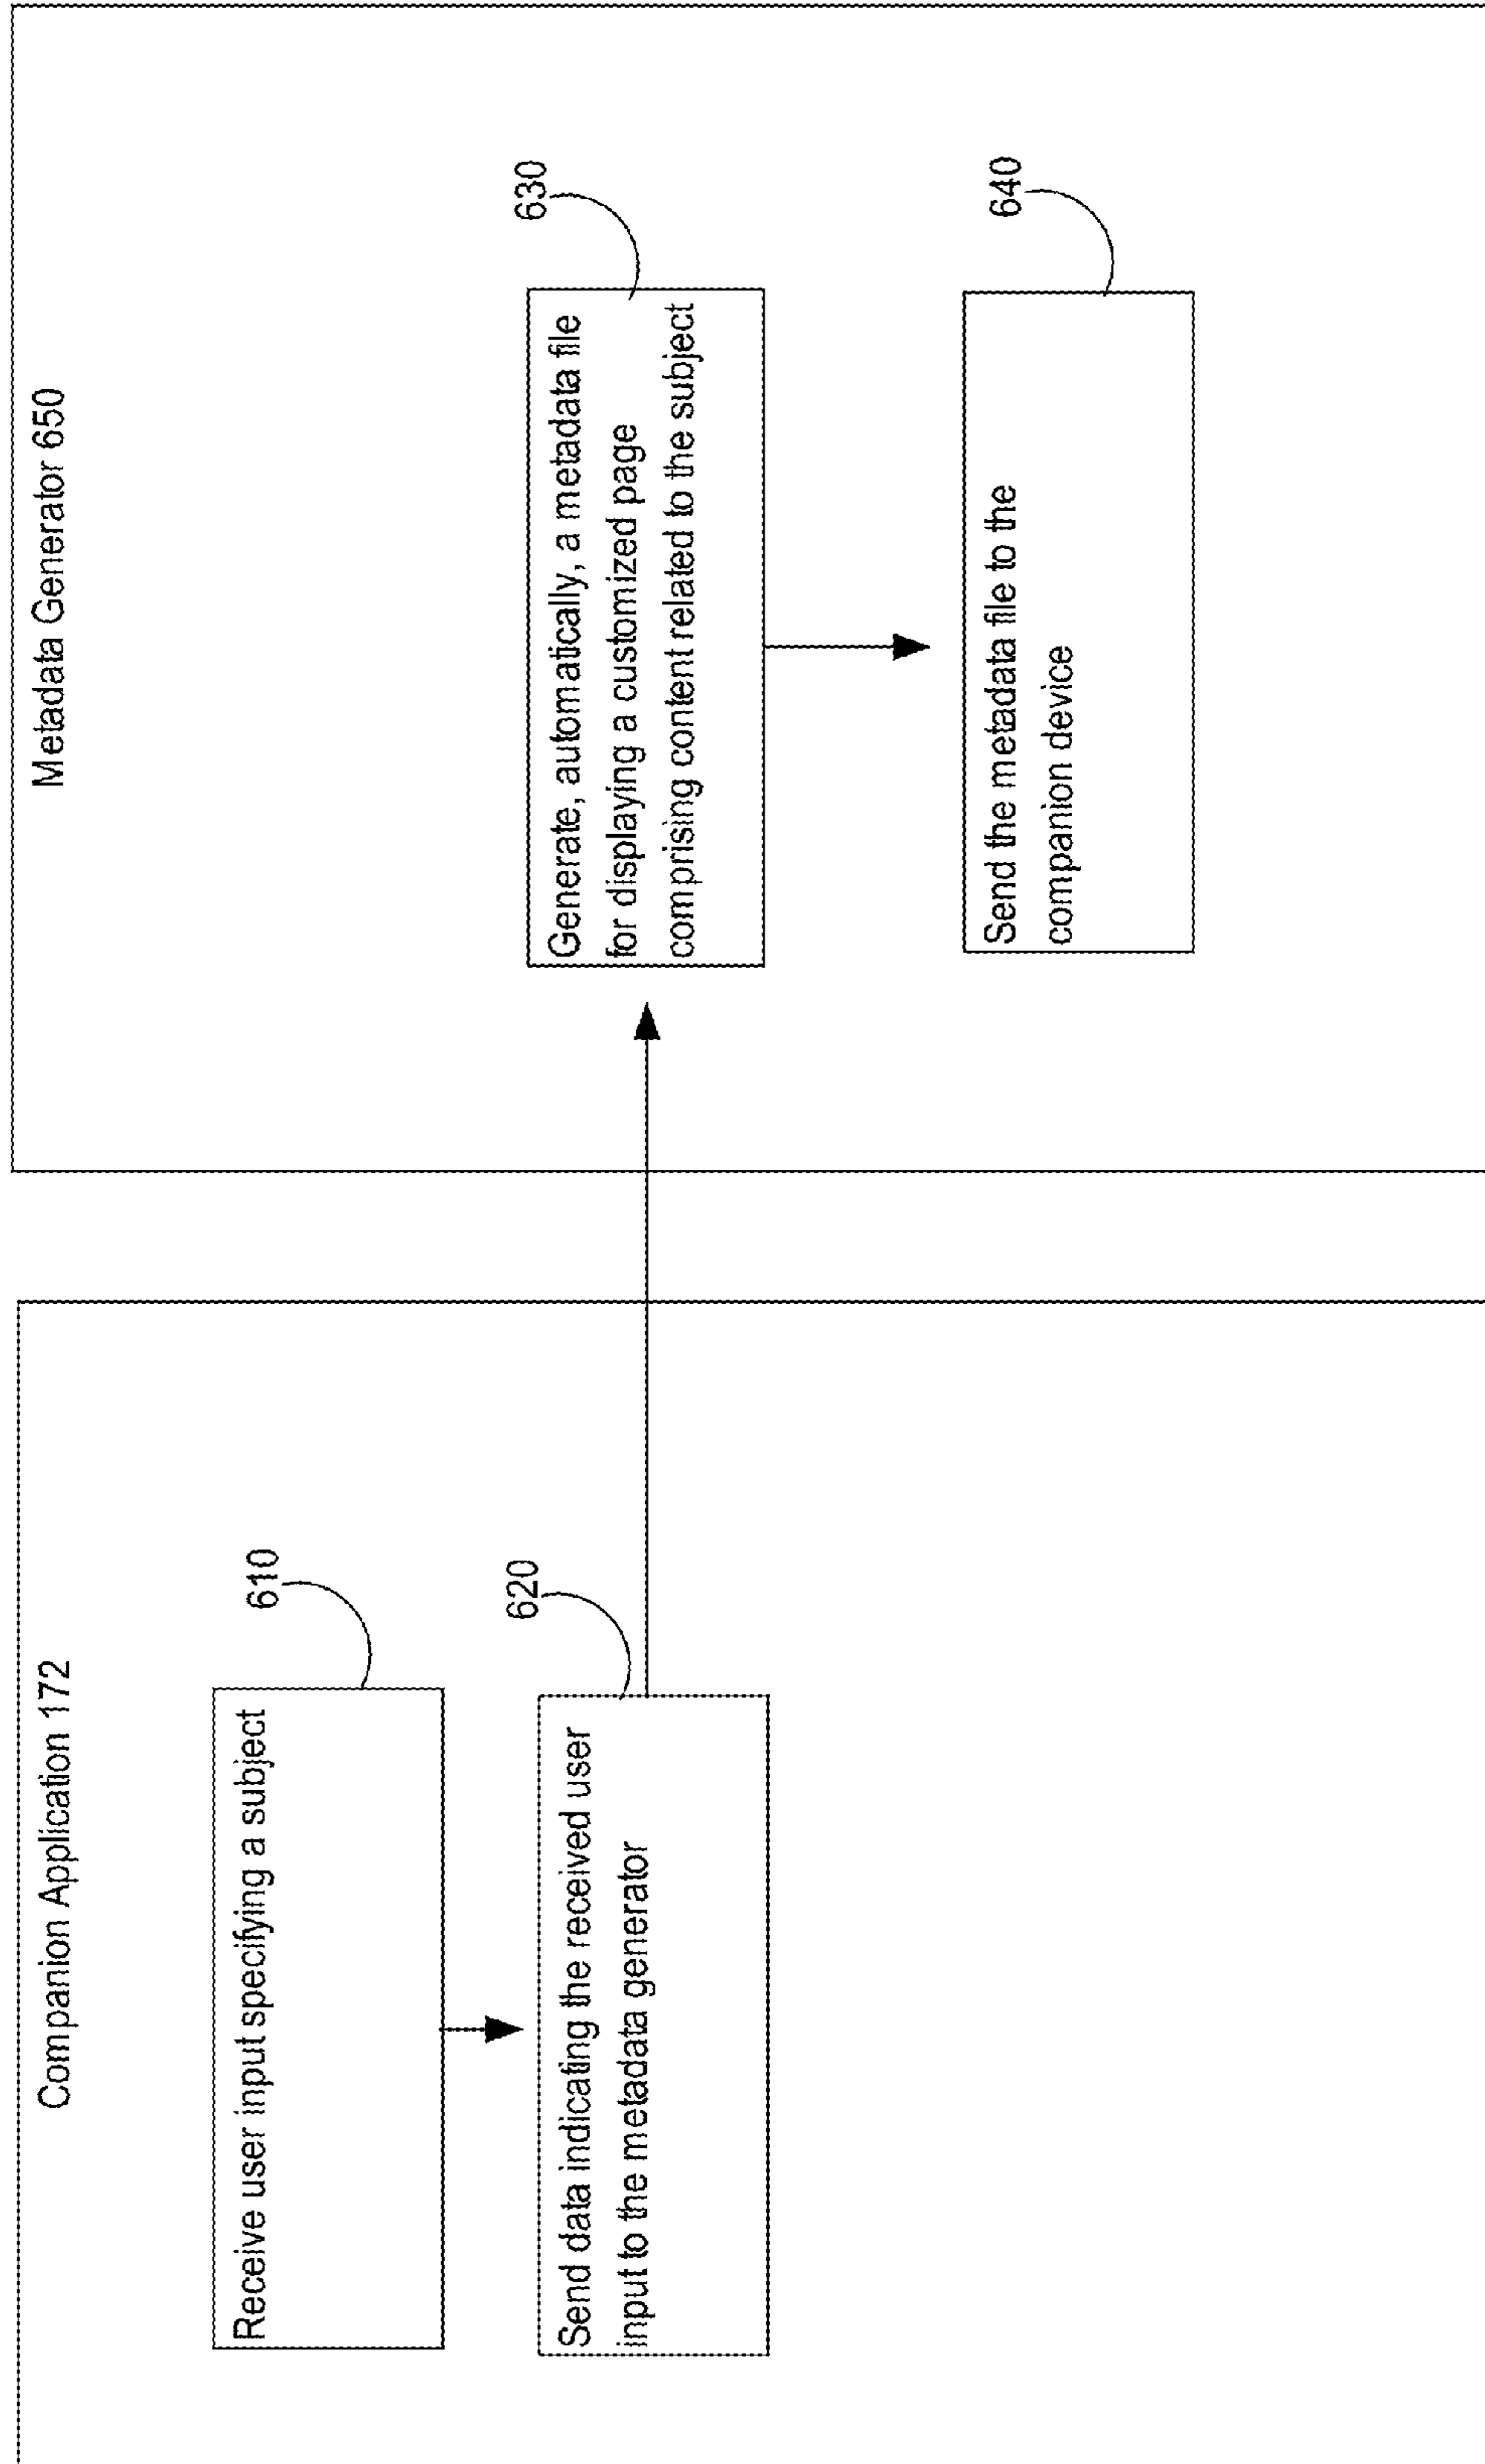 Companion Application 172
610
Receive user input specifying a subject
620
Send data indicating the received user
input to the metadata generator
Metadata Generator 650
630
Generate, automatically, a metadata file
for displaying a customized page
comprising content related to the subject
640
Send the metadata file to the
companion device